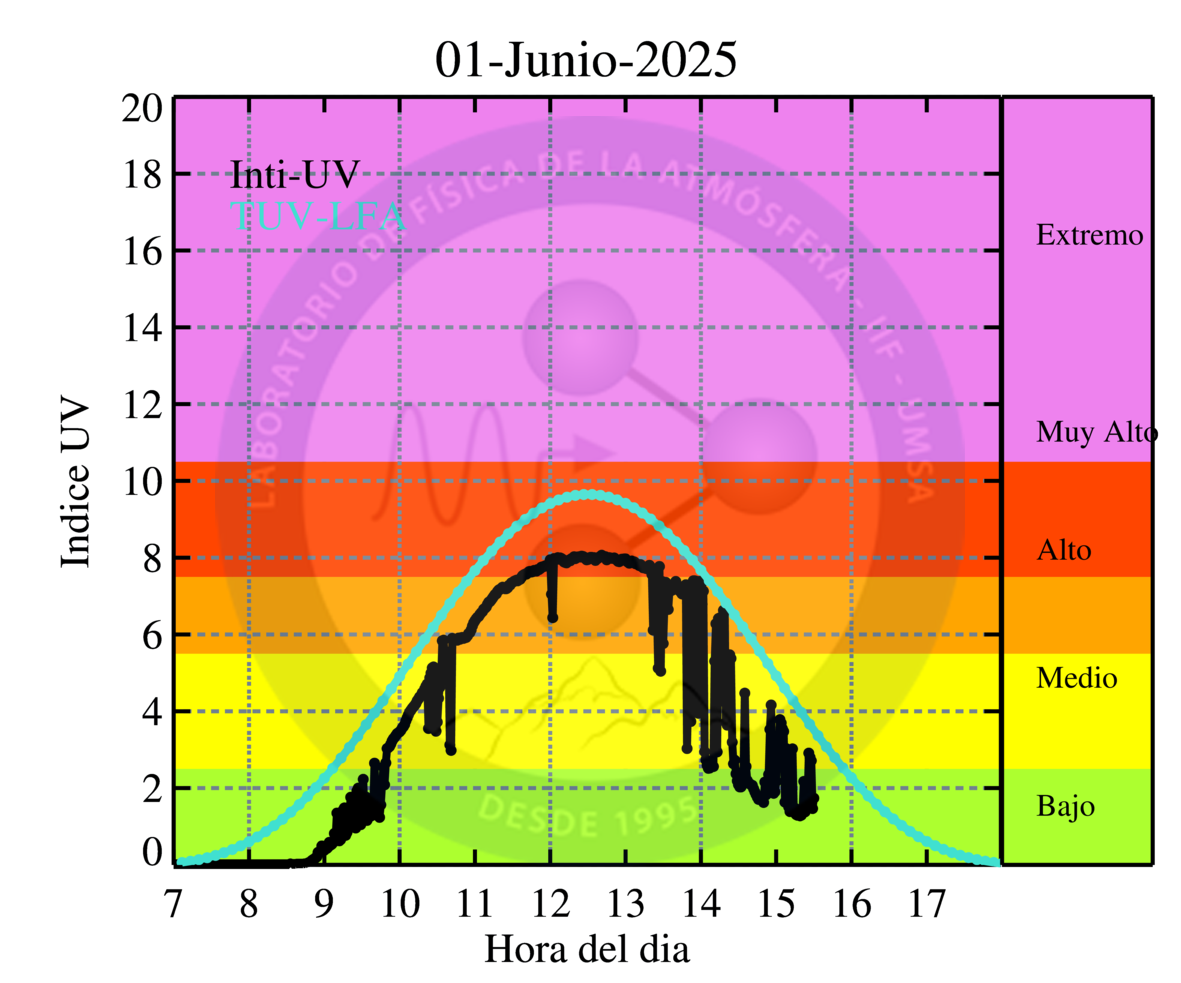 01-Junio-2025
20
18
16
14
12
10
8
6
4
2
0
Indice UV
Inti-UV
TUV-LFA
LABORATORIO DE FÍSICA DE LA ATMÓSFERA - IIF - UMSA
DESDE 1995
Extremo
Muy Alto
Alto
Medio
Bajo
7 8 9 10 11 12 13 14 15 16 17
Hora del dia